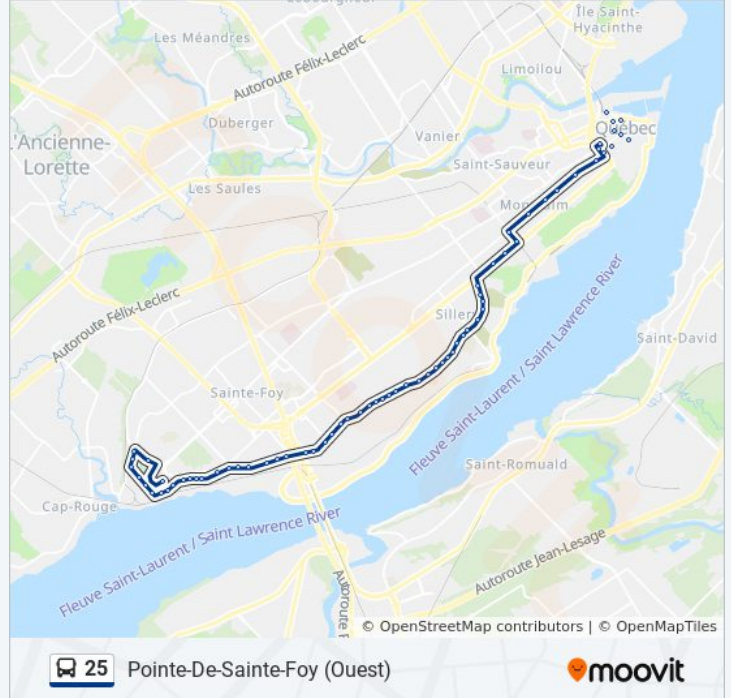 Lebourgneuf
Île Saint-
Hyacinthe
Les Méandres
Autoroute Félix-Leclerc
Limoilou
Duberger
Vanier
Québec
L'Ancienne-
Lorette
Saint-Sauveur
Les Saules
Montcalm
Autoroute Félix-Leclerc
Sillery
Fleuve Saint-Laurent / Saint Lawrence River
Saint-David
Sainte-Foy
Saint-Romuald
Cap-Rouge
Fleuve Saint-Laurent / Saint Lawrence River
Autoroute Jean-Lesage
Autoroute R
© OpenStreetMap contributors | © OpenMapTiles
25 Pointe-De-Sainte-Foy (Ouest)
moovit